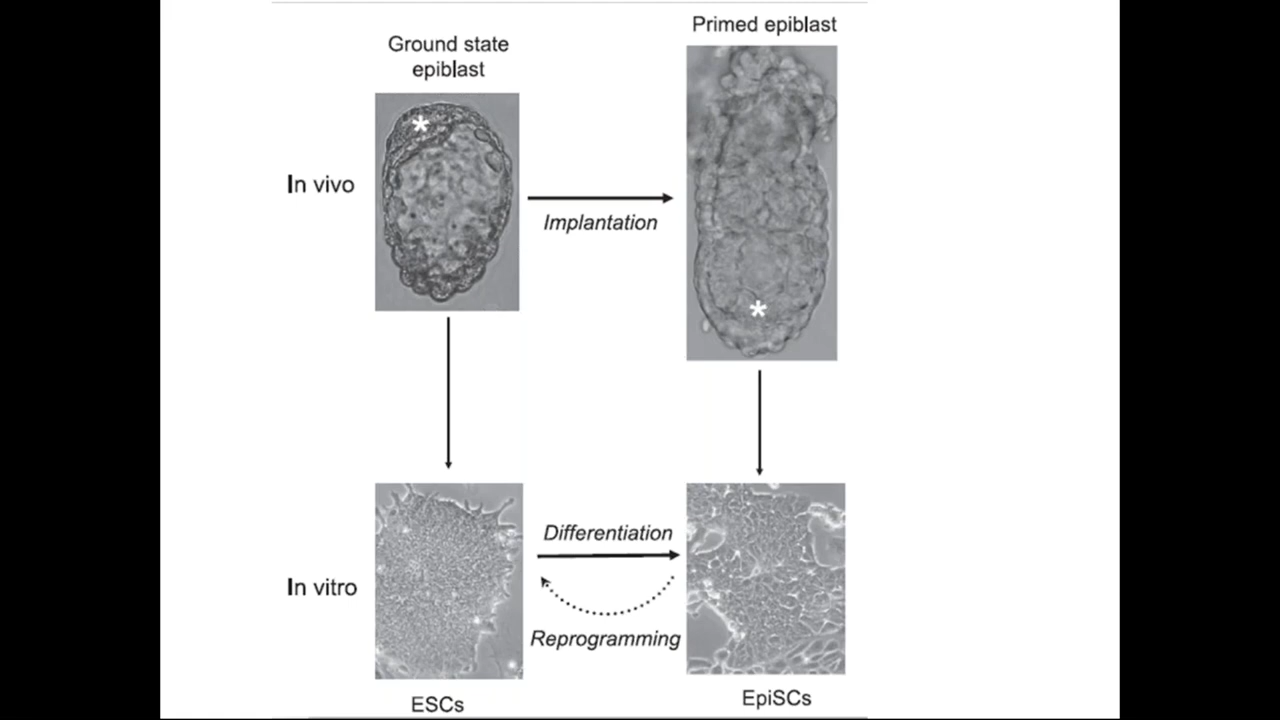 Ground state
epiblast
Primed epiblast
*
In vivo
Implantation
*
Differentiation
In vitro
Reprogramming
ESCs
EpiSCs